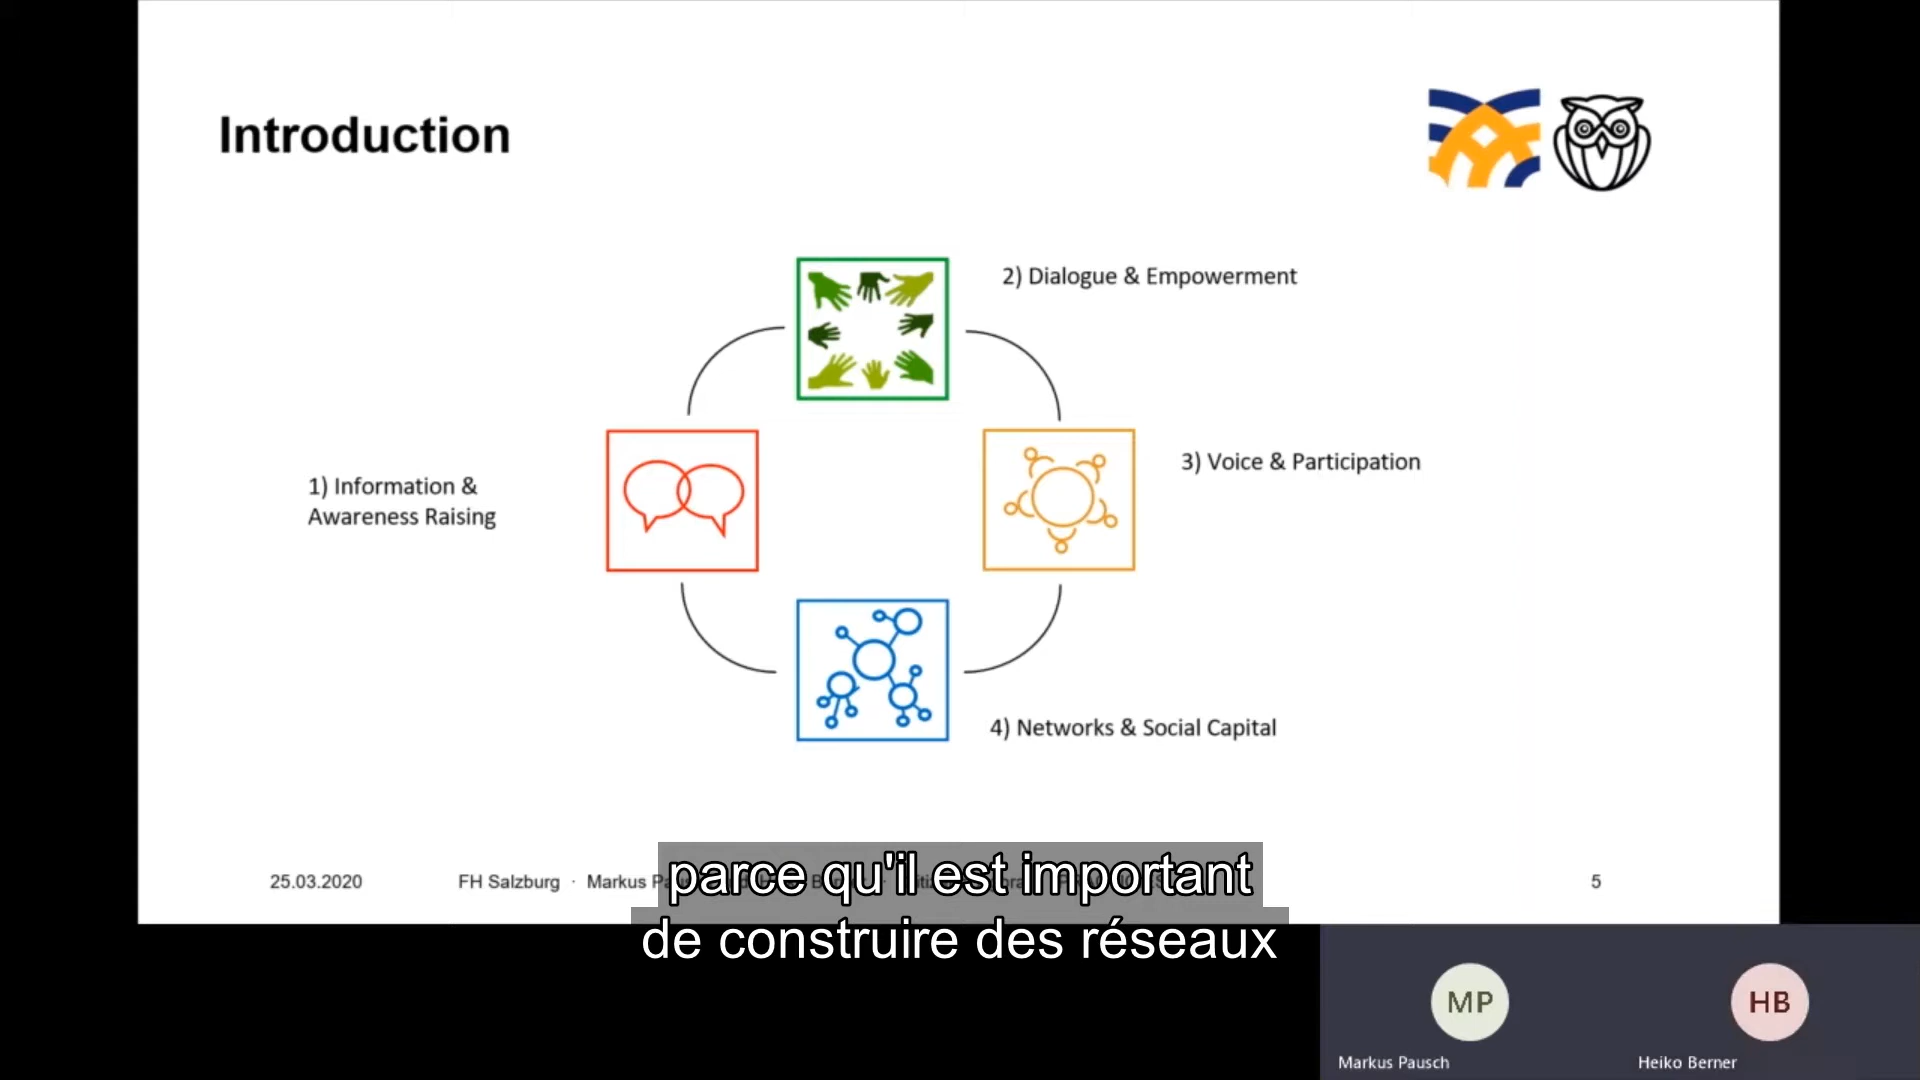 Introduction
2) Dialogue & Empowerment
3) Voice & Participation
1) Information &
Awareness Raising
4) Networks & Social Capital
25.03.2020 FH Salzburg · Markus 5
parce qu'il est important
de construire des réseaux
MP HB
Markus Pausch Heiko Berner